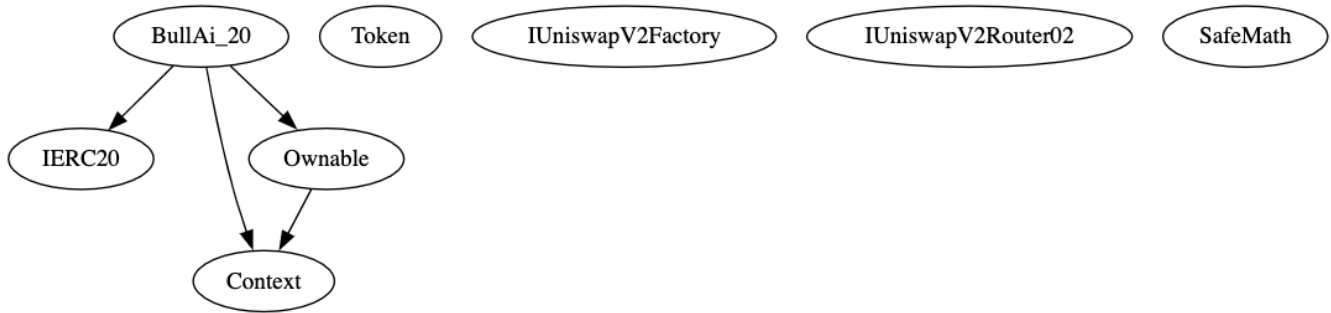 BullAi_20
Token
IUniswapV2Factory
IUniswapV2Router02
SafeMath
IERC20
Ownable
Context